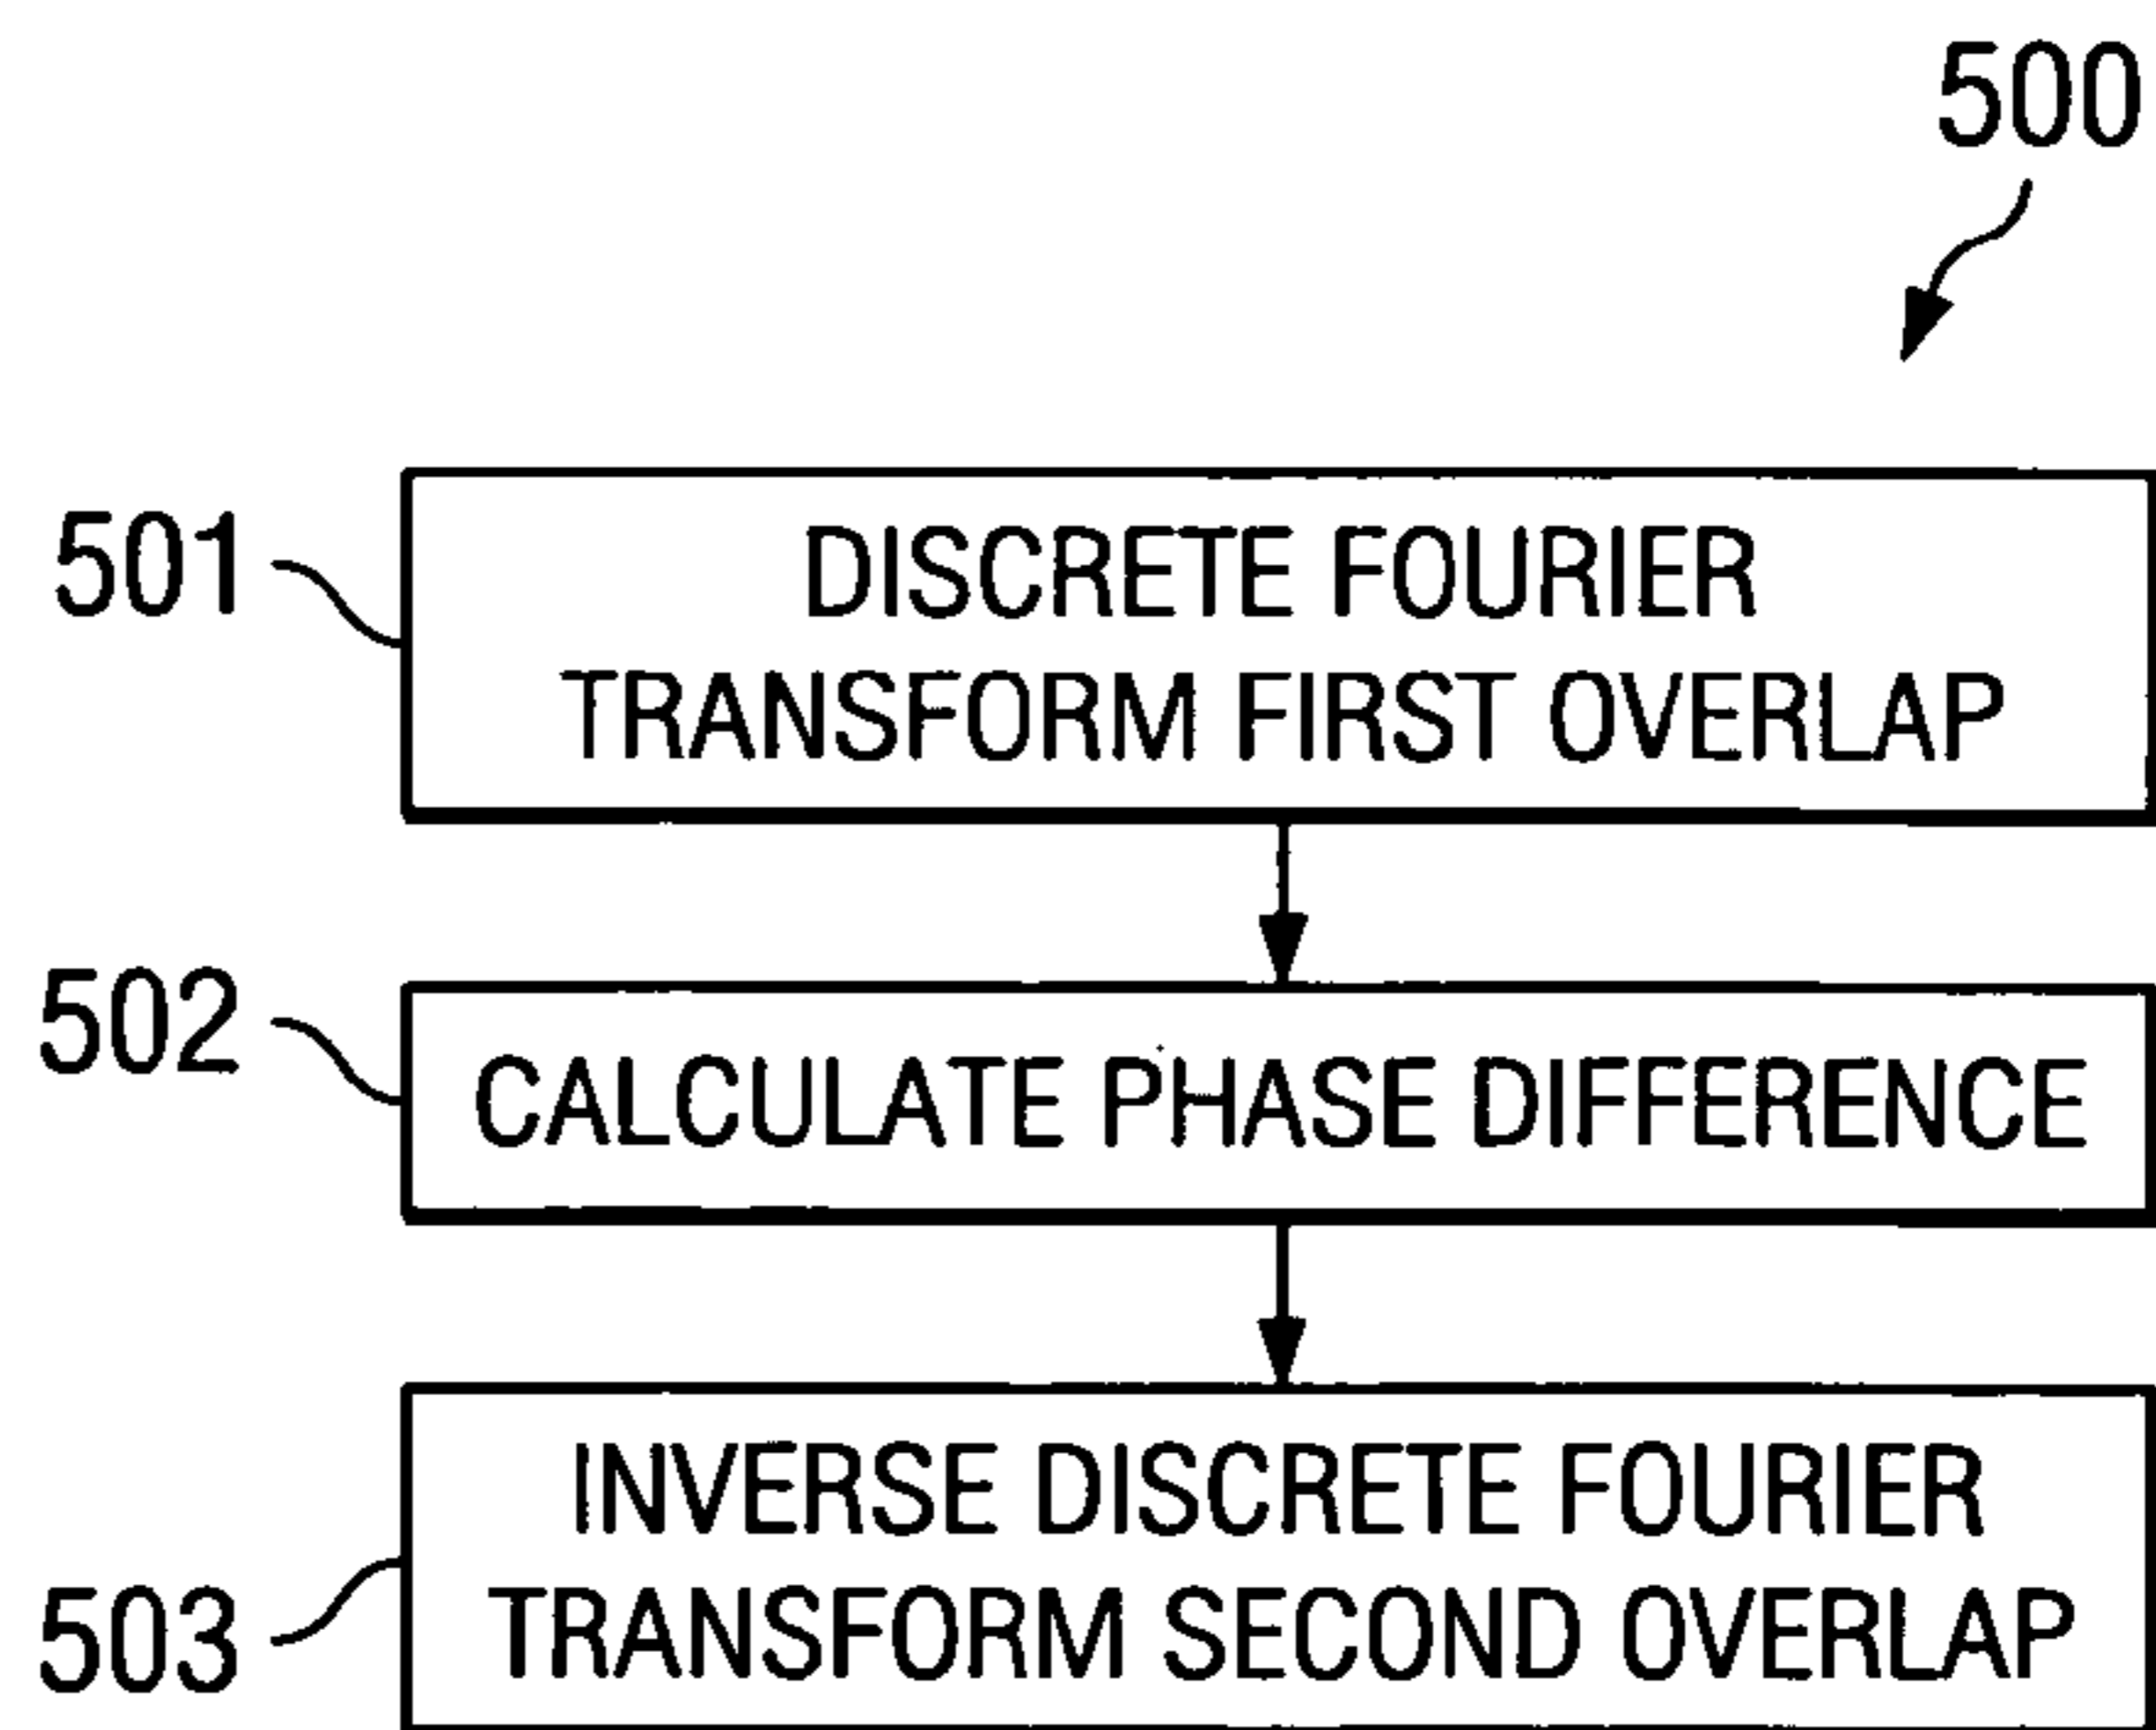 500
501
DISCRETE FOURIER
TRANSFORM FIRST OVERLAP
502
CALCULATE PHASE DIFFERENCE
INVERSE DISCRETE FOURIER
TRANSFORM SECOND OVERLAP
503